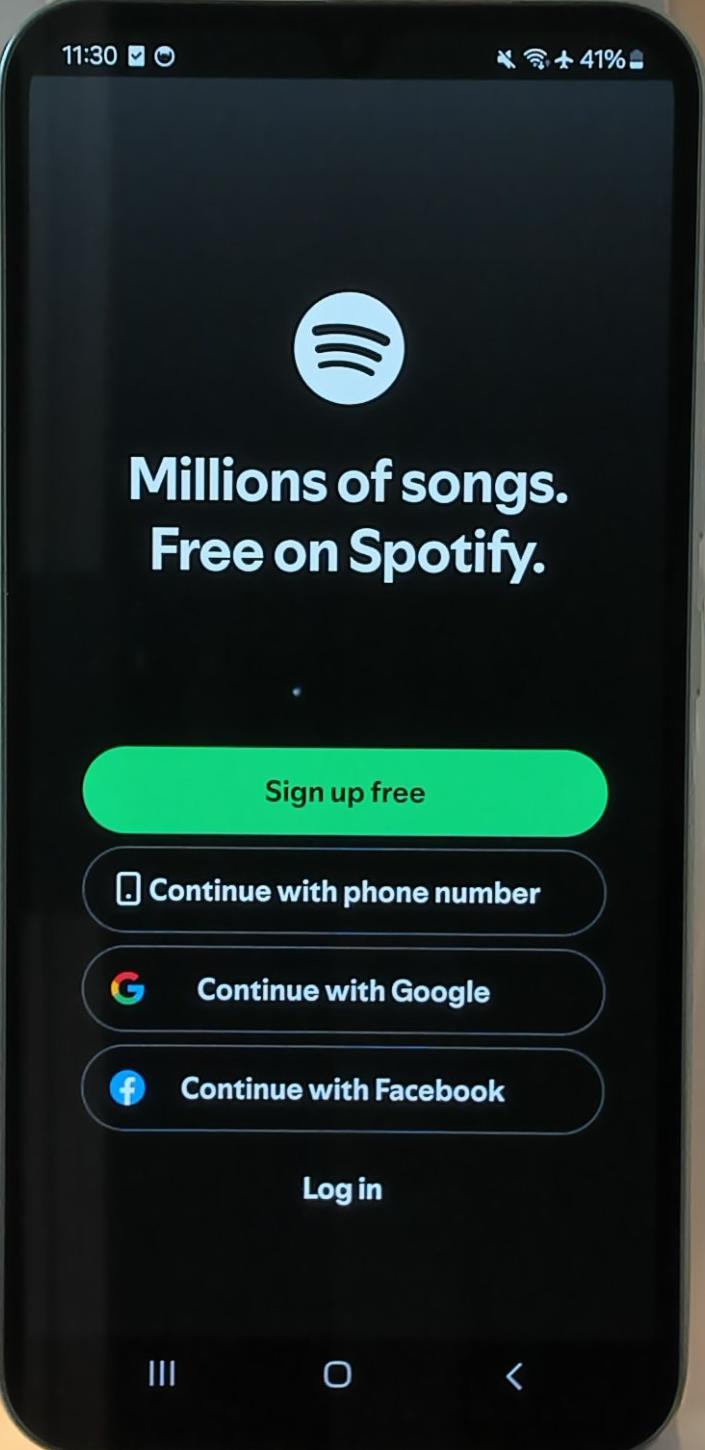 11:30 41%
Millions of songs.
Free on Spotify.
Sign up free
Continue with phone number
Continue with Google
Continue with Facebook
Log in